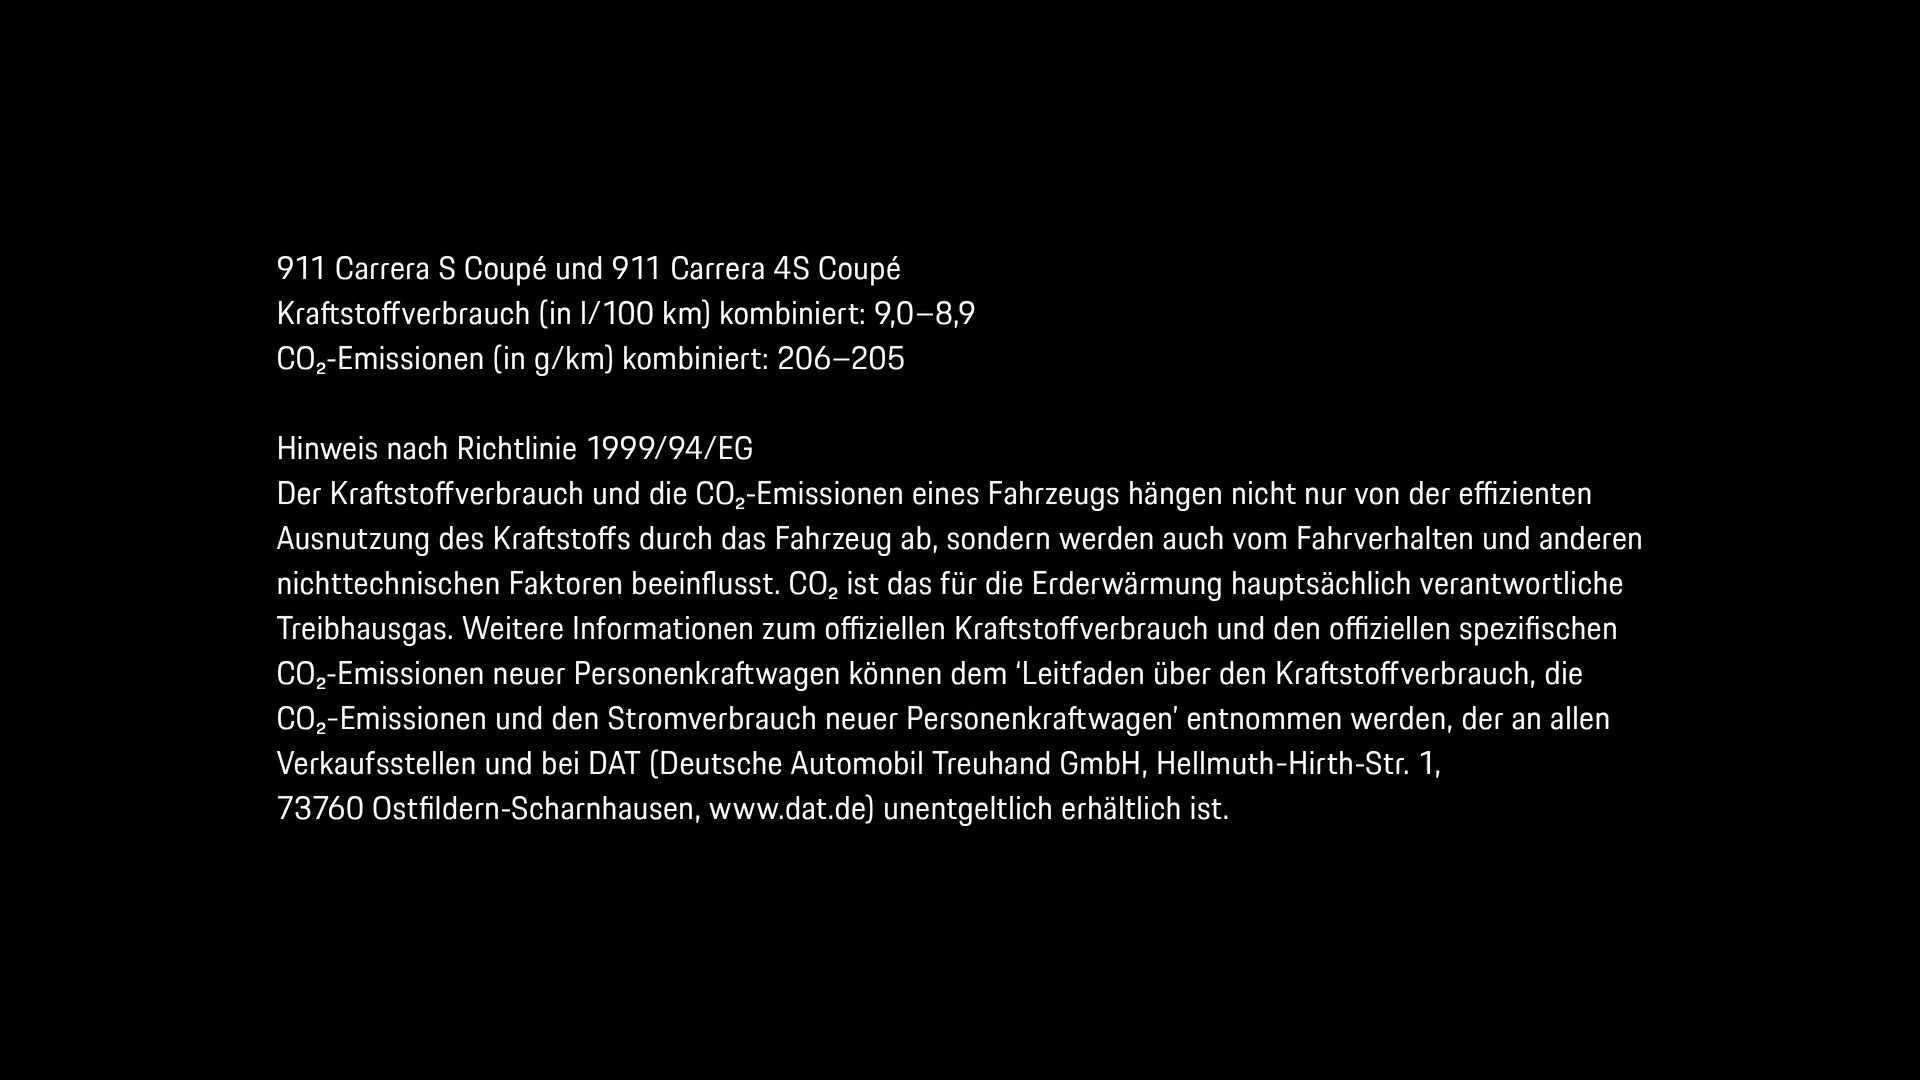 911 Carrera S Coupé und 911 Carrera 4S Coupé
Kraftstoffverbrauch (in l/100 km) kombiniert: 9,0–8,9
CO₂-Emissionen (in g/km) kombiniert: 206–205
Hinweis nach Richtlinie 1999/94/EG
Der Kraftstoffverbrauch und die CO₂-Emissionen eines Fahrzeugs hängen nicht nur von der effizienten
Ausnutzung des Kraftstoffs durch das Fahrzeug ab, sondern werden auch vom Fahrverhalten und anderen
nichttechnischen Faktoren beeinflusst. CO₂ ist das für die Erderwärmung hauptsächlich verantwortliche
Treibhausgas. Weitere Informationen zum offiziellen Kraftstoffverbrauch und den offiziellen spezifischen
CO₂-Emissionen neuer Personenkraftwagen können dem ‘Leitfaden über den Kraftstoffverbrauch, die
CO₂-Emissionen und den Stromverbrauch neuer Personenkraftwagen’ entnommen werden, der an allen
Verkaufsstellen und bei DAT (Deutsche Automobil Treuhand GmbH, Hellmuth-Hirth-Str. 1,
73760 Ostfildern-Scharnhausen, www.dat.de) unentgeltlich erhältlich ist.